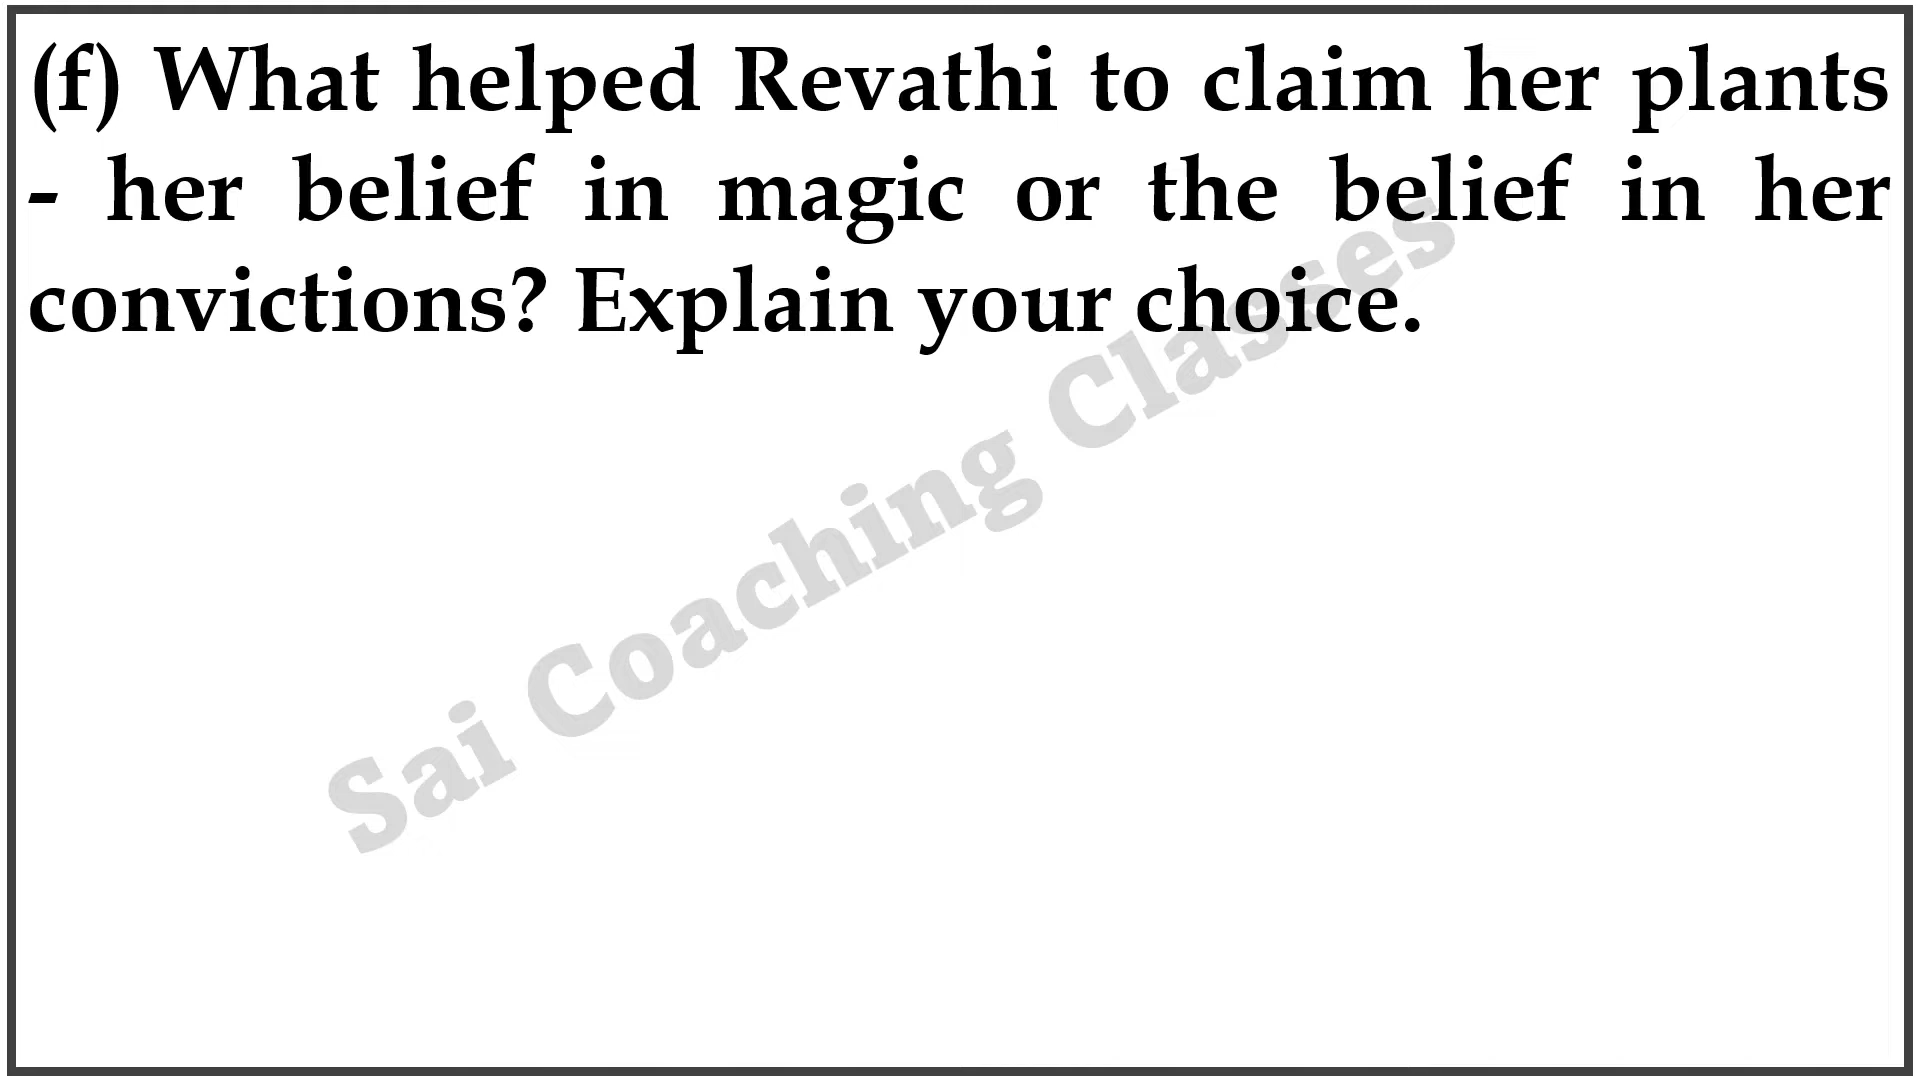 (f) What helped Revathi to claim her plants
- her belief in magic or the belief in her
convictions? Explain your choice.
Sai Coaching Classes